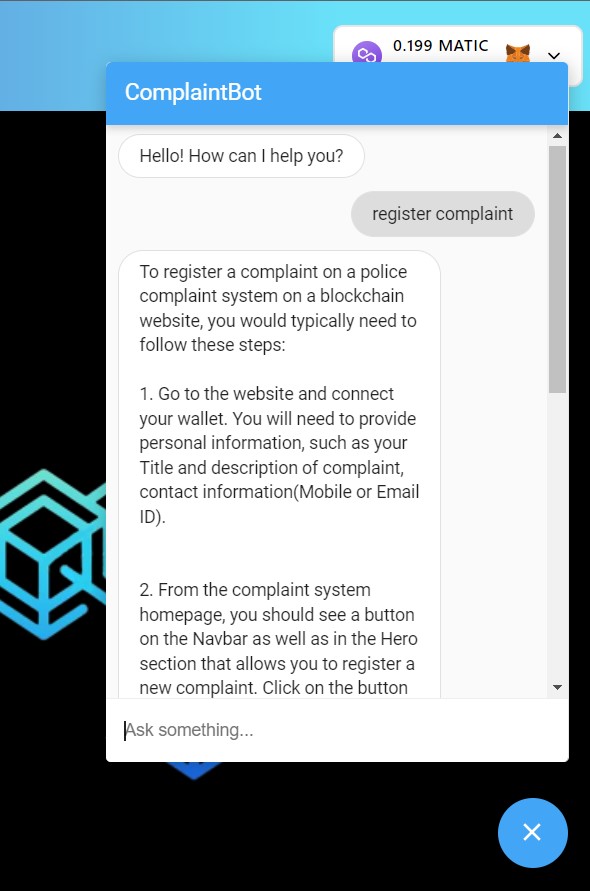 0.199 MATIC
ComplaintBot
Hello! How can I help you?
register complaint
To register a complaint on a police
complaint system on a blockchain
website, you would typically need to
follow these steps:
1. Go to the website and connect
your wallet. You will need to provide
personal information, such as your
Title and description of complaint,
contact information(Mobile or Email
ID).
2. From the complaint system
homepage, you should see a button
on the Navbar as well as in the Hero
section that allows you to register a
new complaint. Click on the button
Ask something...